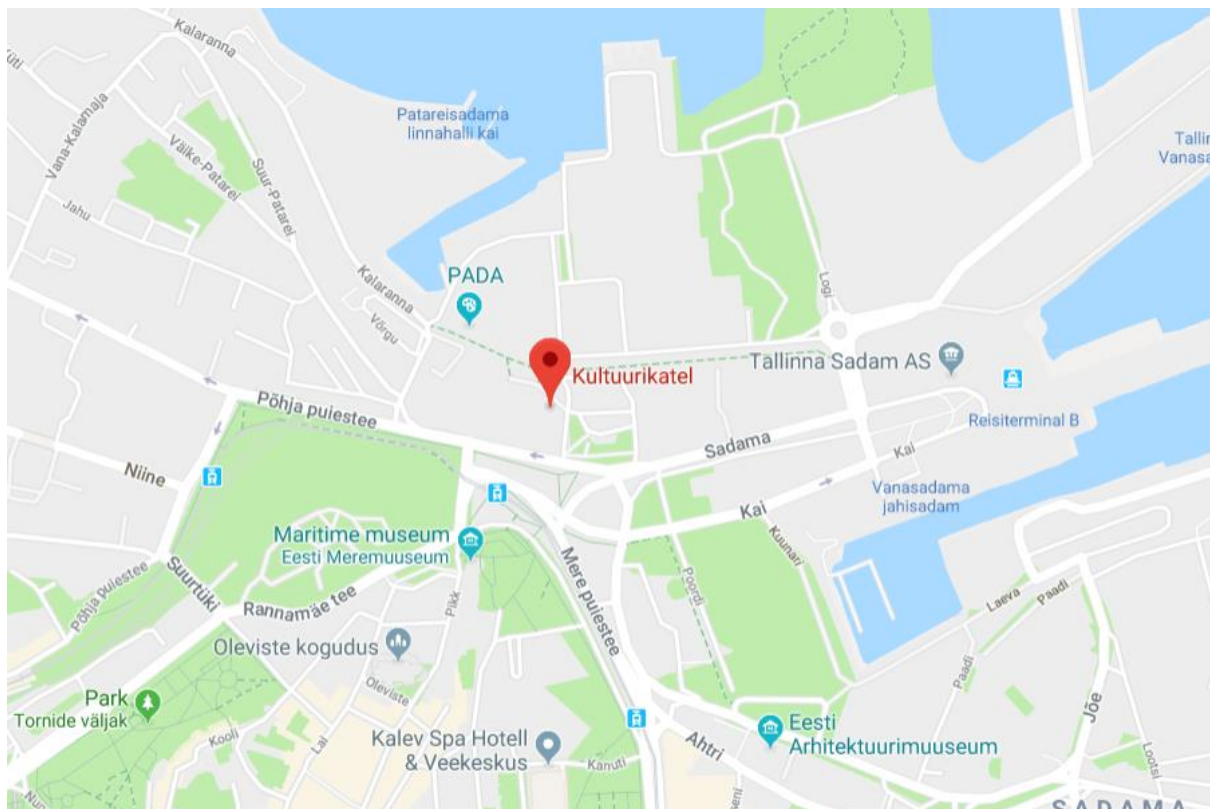 Kalaranna
Küti
Vana-Kalamaja
Väike-Patarei
Suur-Patarei
Jahu
Patareisadama
linnahalli kai
Vanasa
PADA
Kalaranna
Võrgu
Logi
Kultuurikatel
Tallinna Sadam AS
Põhja puiestee
Reisiterminal B
Sadama
Kai
Niine
Vanasadama
jahisadam
Kai
Maritime museum
Eesti Meremuuseum
Kuunari
Mere puiestee
Suurtüki
Põhja puiestee
Poordi
Rannamäe tee
Pikk
Laeva
Paadi
Oleviste kogudus
Oleviste
Paadi
Park
Tornide väljak
Jõe
Kooli
Lai
Kalev Spa Hotell
& Veekeskus
Kanuti
Ahtri
Eesti
Arhitektuurimuuseum
Lootsi
SADAMA